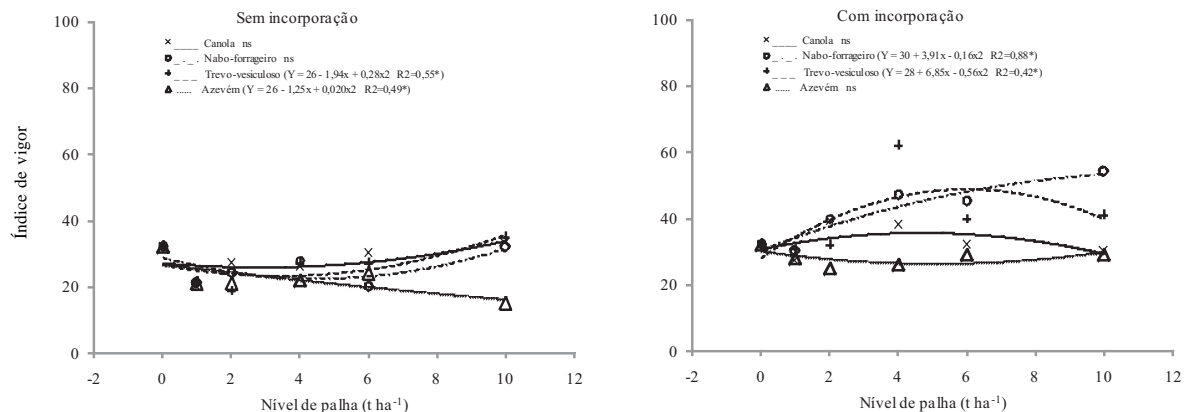 Sem incorporação
100
80
60
40
20
0
-2 0 2 4 6 8 10 12
Índice de vigor
Nível de palha (t ha-1)
× ____ Canola ns
_ . _ . Nabo-forrageiro ns
+ _ _ _ Trevo-vesiculoso (Y = 26 - 1,94x + 0,28x2 R2=0,55*)
Δ ...... Azevém (Y = 26 - 1,25x + 0,020x2 R2=0,49*)
Com incorporação
100
80
60
40
20
0
-2 0 2 4 6 8 10 12
Nível de palha (t ha-1)
× ____ Canola ns
_ . _ . Nabo-forrageiro (Y = 30 + 3,91x - 0,16x2 R2=0,88*)
+ _ _ _ Trevo-vesiculoso (Y = 28 + 6,85x - 0,56x2 R2=0,42*)
Δ ...... Azevém ns